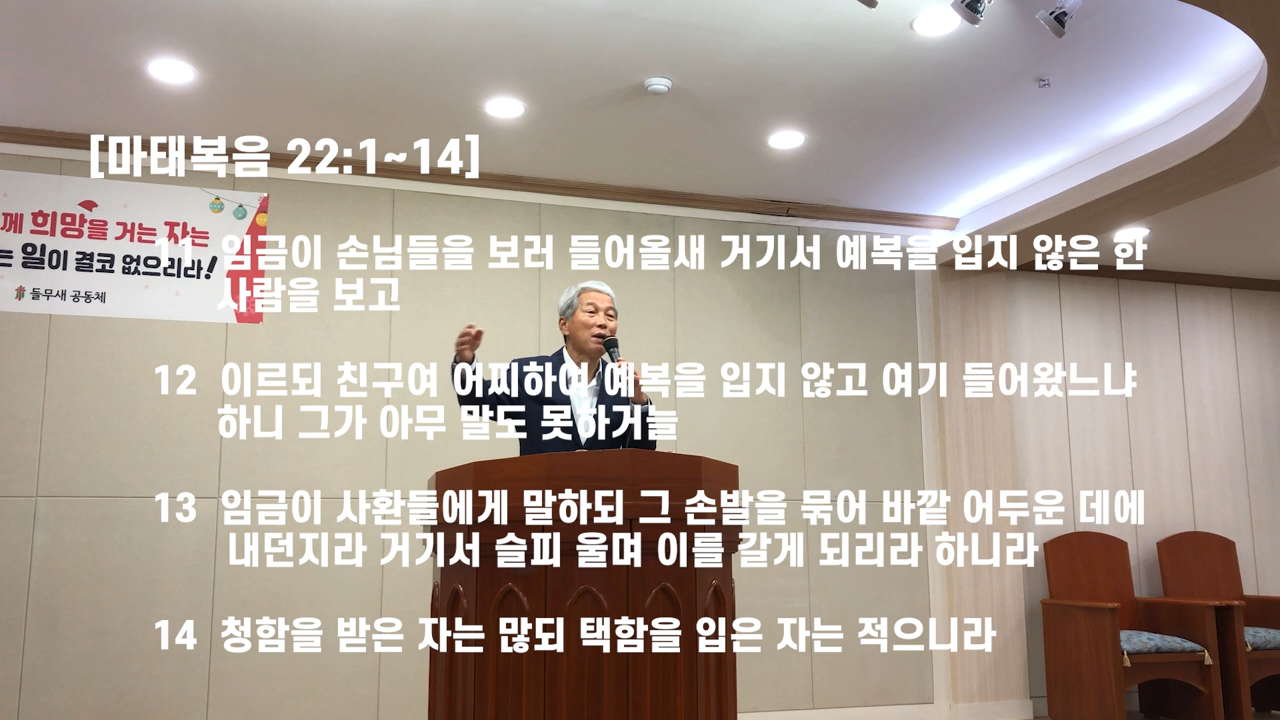 [마태복음 22:1~14]
께 희망을 거는 자는
는 일이 결코 없으리라!
들무새 공동체
11 임금이 손님들을 보러 들어올새 거기서 예복을 입지 않은 한
사람을 보고
12 이르되 친구여 어찌하여 예복을 입지 않고 여기 들어왔느냐
하니 그가 아무 말도 못하거늘
13 임금이 사환들에게 말하되 그 손발을 묶어 바깥 어두운 데에
내던지라 거기서 슬피 울며 이를 갈게 되리라 하니라
14 청함을 받은 자는 많되 택함을 입은 자는 적으니라